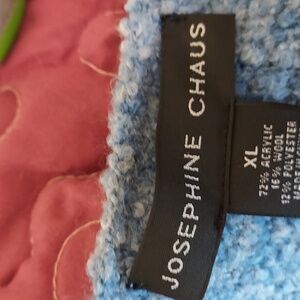 JOSEPHINE CHAUS
XL
72% ACRYLIC
16% WOOL
12% POLYESTER